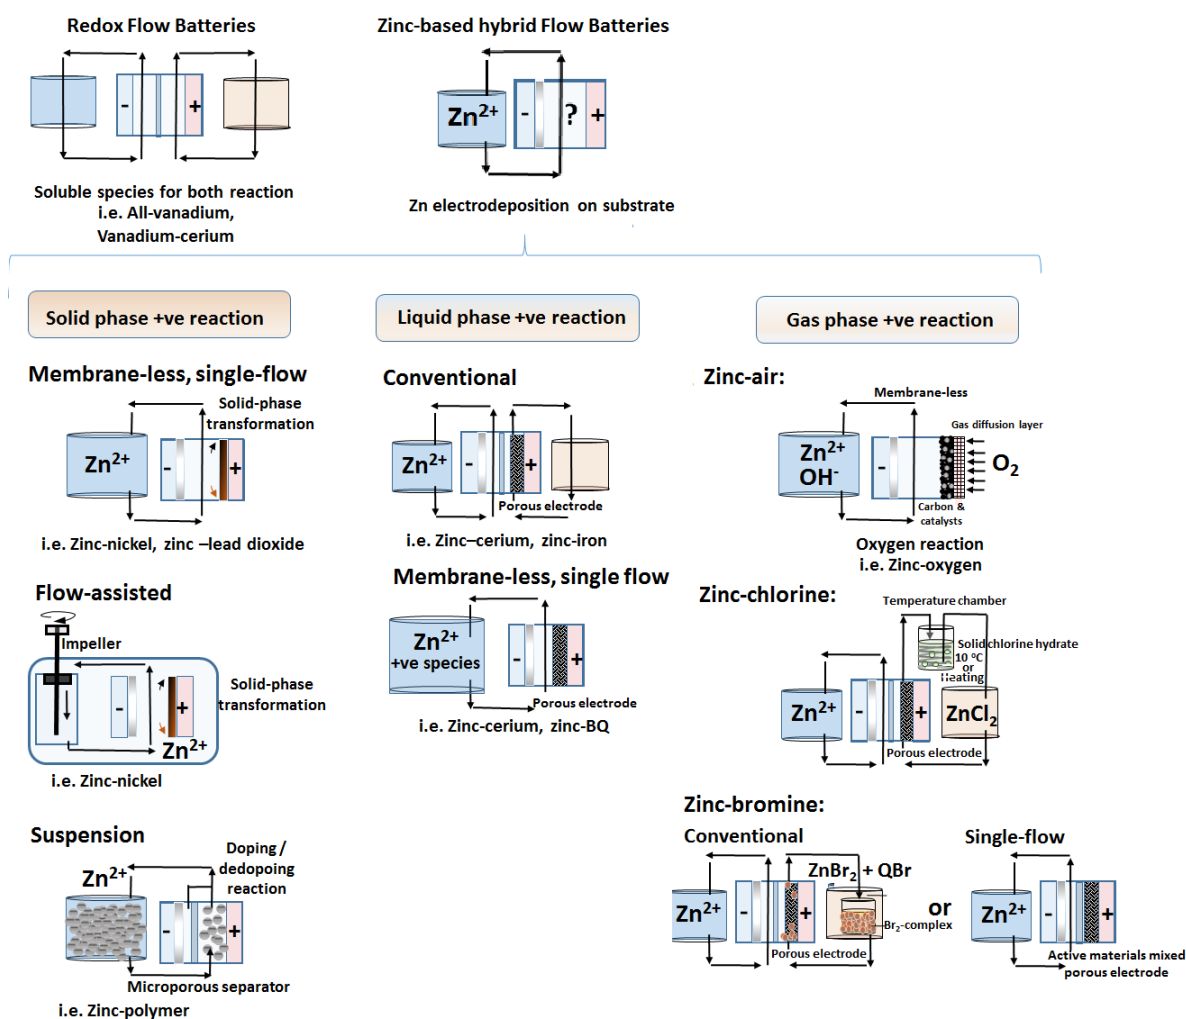 Redox Flow Batteries
Zinc-based hybrid Flow Batteries
- +
Zn²⁺ - ? +
Soluble species for both reaction
i.e. All-vanadium,
Vanadium-cerium
Zn electrodeposition on substrate
Solid phase +ve reaction
Liquid phase +ve reaction
Gas phase +ve reaction
Membrane-less, single-flow
Solid-phase
transformation
Zn²⁺ - +
i.e. Zinc-nickel, zinc –lead dioxide
Flow-assisted
Impeller
Solid-phase
transformation
- +
Zn²⁺
i.e. Zinc-nickel
Suspension
Zn²⁺
Doping /
dedopoing
reaction
- +
Microporous separator
i.e. Zinc-polymer
Conventional
Zn²⁺ - +
Porous electrode
i.e. Zinc–cerium, zinc-iron
Membrane-less, single flow
Zn²⁺
+ve species
- +
Porous electrode
i.e. Zinc-cerium, zinc-BQ
Zinc-air:
Membrane-less
Gas diffusion layer
Zn²⁺
OH⁻
-
O₂
Carbon &
catalysts
Oxygen reaction
i.e. Zinc-oxygen
Zinc-chlorine:
Temperature chamber
Solid chlorine hydrate
10 °C
or
Heating
Zn²⁺ - + ZnCl₂
Porous electrode
Zinc-bromine:
Conventional
ZnBr₂ + QBr
Zn²⁺ - +
Br₂-complex
Porous electrode
or
Single-flow
Zn²⁺ - +
Active materials mixed
porous electrode